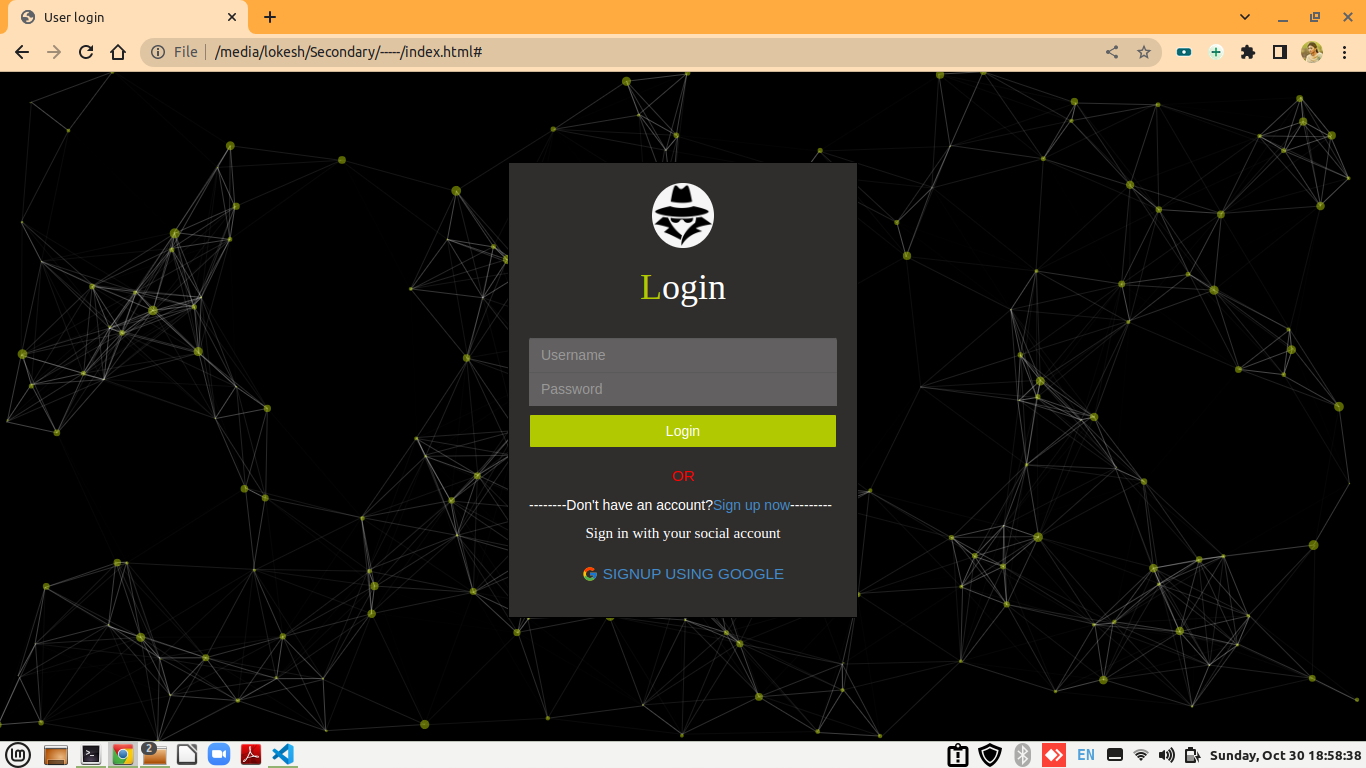 User login
File
/media/lokesh/Secondary/-----/index.html#
Login
Username
Password
Login
OR
--------Don't have an account?Sign up now---------
Sign in with your social account
SIGNUP USING GOOGLE
2
EN
Sunday, Oct 30 18:58:38